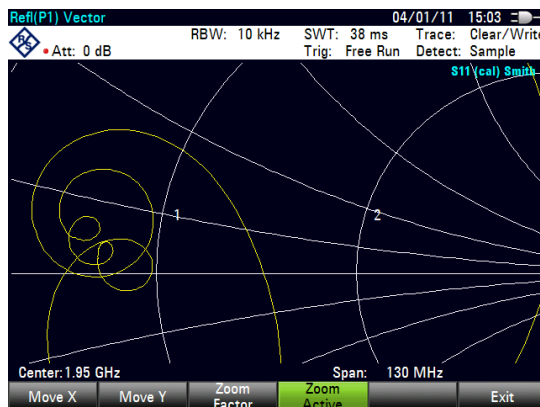 Refl(P1) Vector 04/01/11 15:03
RBW: 10 kHz SWT: 38 ms Trace: Clear/Write
Att: 0 dB Trig: Free Run Detect: Sample
S11 (cal) Smith
1 2
Center: 1.95 GHz Span: 130 MHz
Move X Move Y Zoom Factor Zoom Active Exit